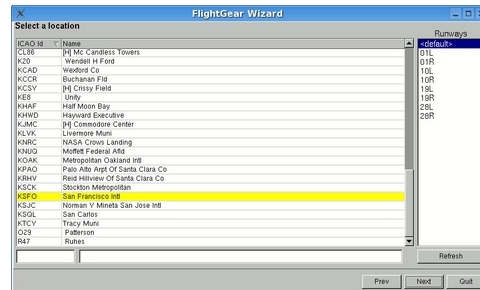 FlightGear Wizard
Select a location
ICAO Id Name
CL86 [H] Mc Candless Towers
K20 Wendell H Ford
KCAD Wexford Co
KCCR Buchanan Fld
KCSY [H] Crissy Field
KE8 Unity
KHAF Half Moon Bay
KHWD Hayward Executive
KJMC [H] Commodore Center
KLVK Livermore Muni
KNRC NASA Crows Landing
KNUQ Moffett Federal Afld
KOAK Metropolitan Oakland Intl
KPAO Palo Alto Arpt Of Santa Clara Co
KRHV Reid Hillview Of Santa Clara Co
KSCK Stockton Metropolitan
KSFO San Francisco Intl
KSJC Norman Y Mineta San Jose Intl
KSQL San Carlos
KTCY Tracy Muni
O29 Patterson
R47 Ruhes
Runways
<default>
01L
01R
10L
10R
19L
19R
28L
28R
Refresh
Prev Next Quit